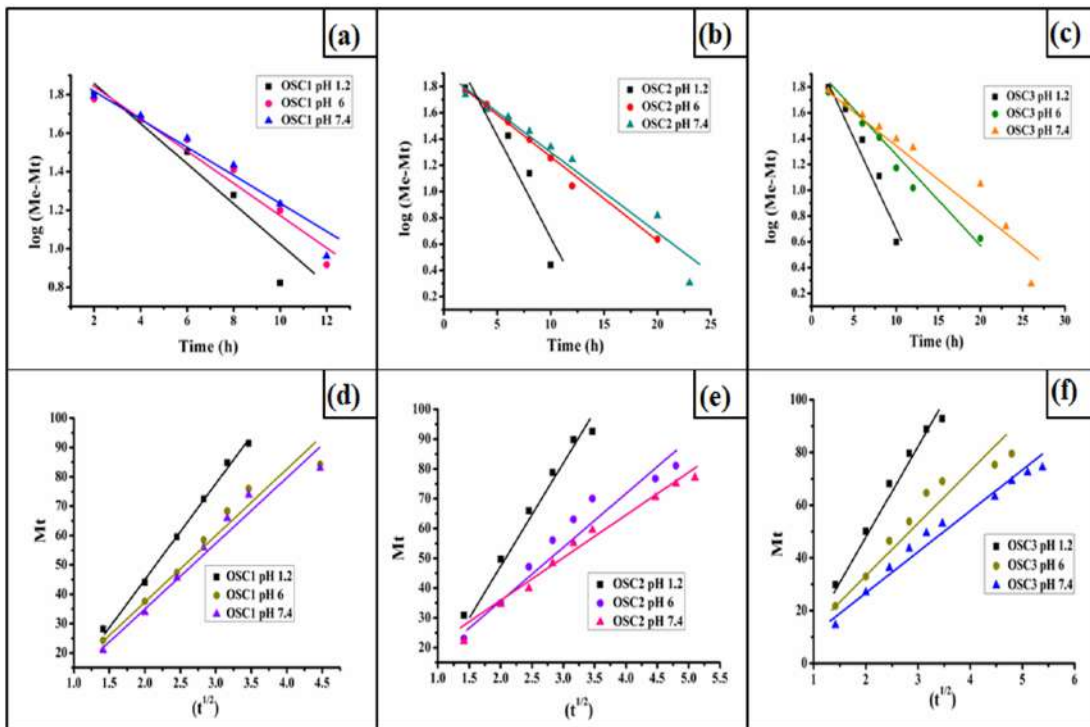 (a)
OSC1 pH 1.2
OSC1 pH 6
OSC1 pH 7.4
log (Me-Mt)
1.8
1.6
1.4
1.2
1.0
0.8
2 4 6 8 10 12
Time (h)
(b)
OSC2 pH 1.2
OSC2 pH 6
OSC2 pH 7.4
log (Me-Mt)
1.8
1.6
1.4
1.2
1.0
0.8
0.6
0.4
0.2
0 5 10 15 20 25
Time (h)
(c)
OSC3 pH 1.2
OSC3 pH 6
OSC3 pH 7.4
log (Me-Mt)
1.8
1.6
1.4
1.2
1.0
0.8
0.6
0.4
0.2
0 5 10 15 20 25 30
Time (h)
(d)
Mt
100
90
80
70
60
50
40
30
20
OSC1 pH 1.2
OSC1 pH 6
OSC1 pH 7.4
1.0 1.5 2.0 2.5 3.0 3.5 4.0 4.5
(t^1/2)
(e)
Mt
100
90
80
70
60
50
40
30
20
OSC2 pH 1.2
OSC2 pH 6
OSC2 pH 7.4
1.0 1.5 2.0 2.5 3.0 3.5 4.0 4.5 5.0
(t^1/2)
(f)
Mt
100
80
60
40
20
0
OSC3 pH 1.2
OSC3 pH 6
OSC3 pH 7.4
1 2 3 4 5 6
(t^1/2)